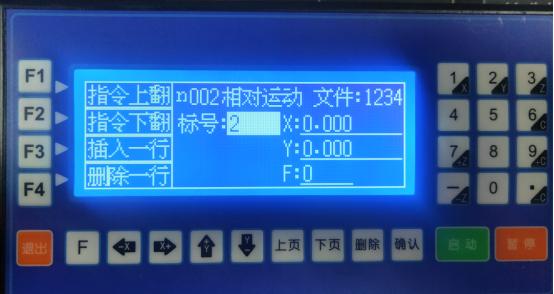 F1 指令上翻 n002相对运动 文件:1234
F2 指令下翻 标号:2 X:0.000
F3 插入一行 Y:0.000
F4 删除一行 F:0
1 X 2 Y 3 Z
4 5 6
7 8 9
0 .
退出 F -X X+ Y 上页 下页 删除 确认 启动 暂停